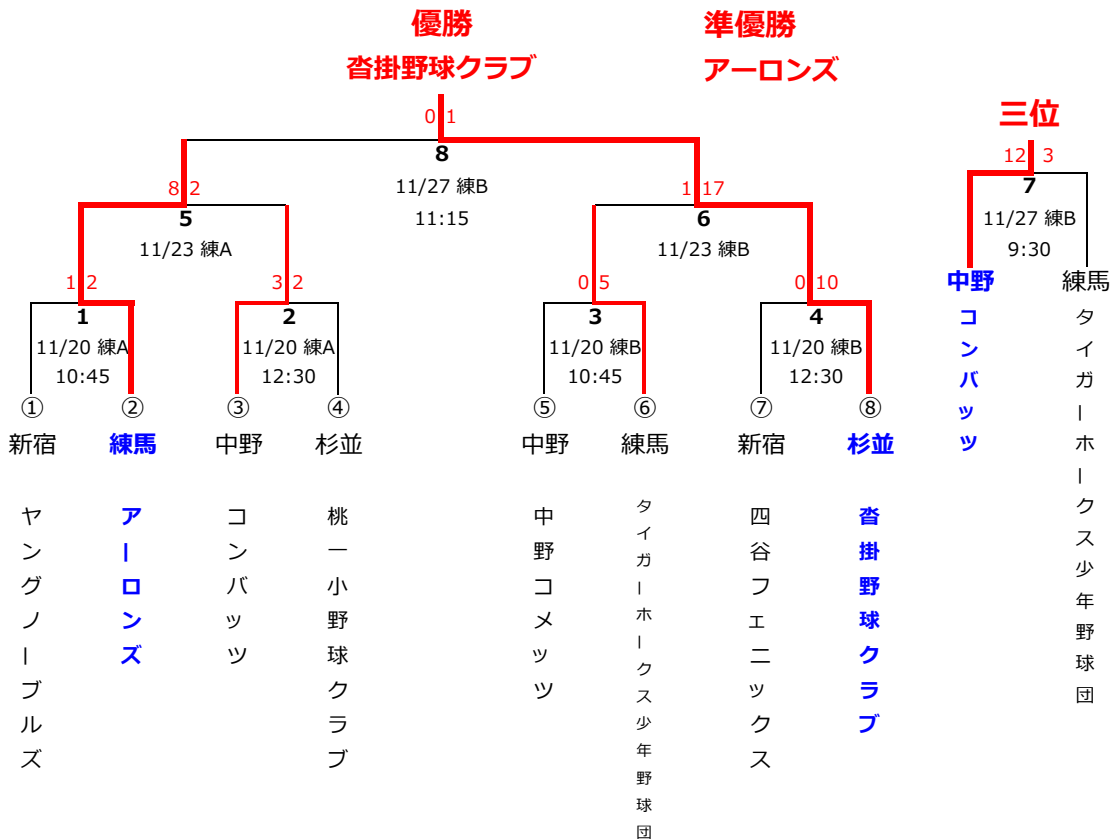 優勝
準優勝
沓掛野球クラブ
アーロンズ
0 1
三位
8
12 3
11/27 練B
7
11:15
11/27 練B
9:30
8 2
1 17
5
6
11/23 練A
11/23 練B
1 2
3 2
0 5
0 10
1
2
3
4
11/20 練A
11/20 練A
11/20 練B
11/20 練B
10:45
12:30
10:45
12:30
①
②
③
④
⑤
⑥
⑦
⑧
新宿
練馬
中野
杉並
中野
練馬
新宿
杉並
ヤングノーブルズ
アーロンズ
コンバッツ
桃一小野球クラブ
中野コメッツ
タイガーホークス少年野球団
四谷フェニックス
沓掛野球クラブ
中野
コンバッツ
練馬
タイガーホークス少年野球団